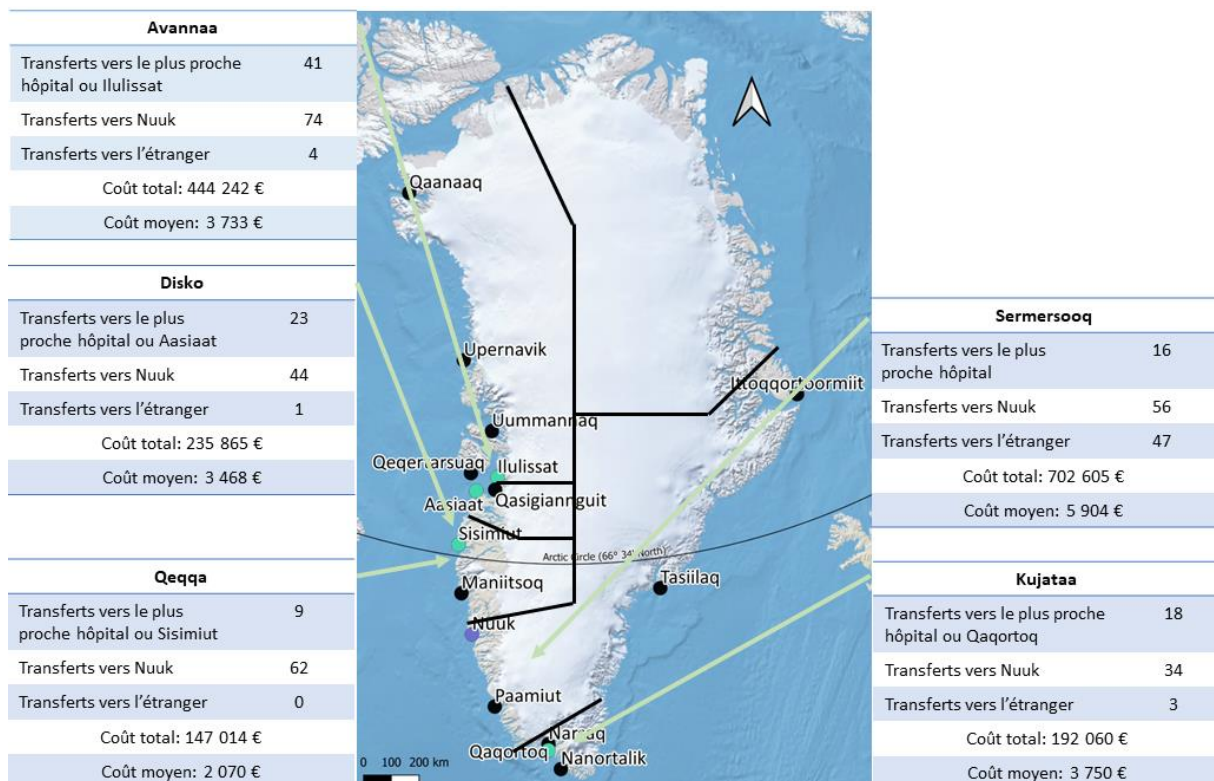 Avannaa
Transferts vers le plus proche 41
hôpital ou Ilulissat
Transferts vers Nuuk 74
Transferts vers l'étranger 4
Coût total: 444 242 €
Coût moyen: 3 733 €
Disko
Transferts vers le plus 23
proche hôpital ou Aasiaat
Transferts vers Nuuk 44
Transferts vers l'étranger 1
Coût total: 235 865 €
Coût moyen: 3 468 €
Qeqqa
Transferts vers le plus 9
proche hôpital ou Sisimiut
Transferts vers Nuuk 62
Transferts vers l'étranger 0
Coût total: 147 014 €
Coût moyen: 2 070 €
Qaanaaq
Upernavik
Ittoqqortoormiit
Uummannaq
Qeqertarsuaq
Ilulissat
Qasigiannguit
Aasiaat
Sisimiut
Arctic Circle (66° 34' North)
Maniitsoq
Tasiilaq
Nuuk
Paamiut
Narsaq
Qaqortoq
Nanortalik
0 100 200 km
Sermersooq
Transferts vers le plus 16
proche hôpital
Transferts vers Nuuk 56
Transferts vers l'étranger 47
Coût total: 702 605 €
Coût moyen: 5 904 €
Kujataa
Transferts vers le plus proche 18
hôpital ou Qaqortoq
Transferts vers Nuuk 34
Transferts vers l'étranger 3
Coût total: 192 060 €
Coût moyen: